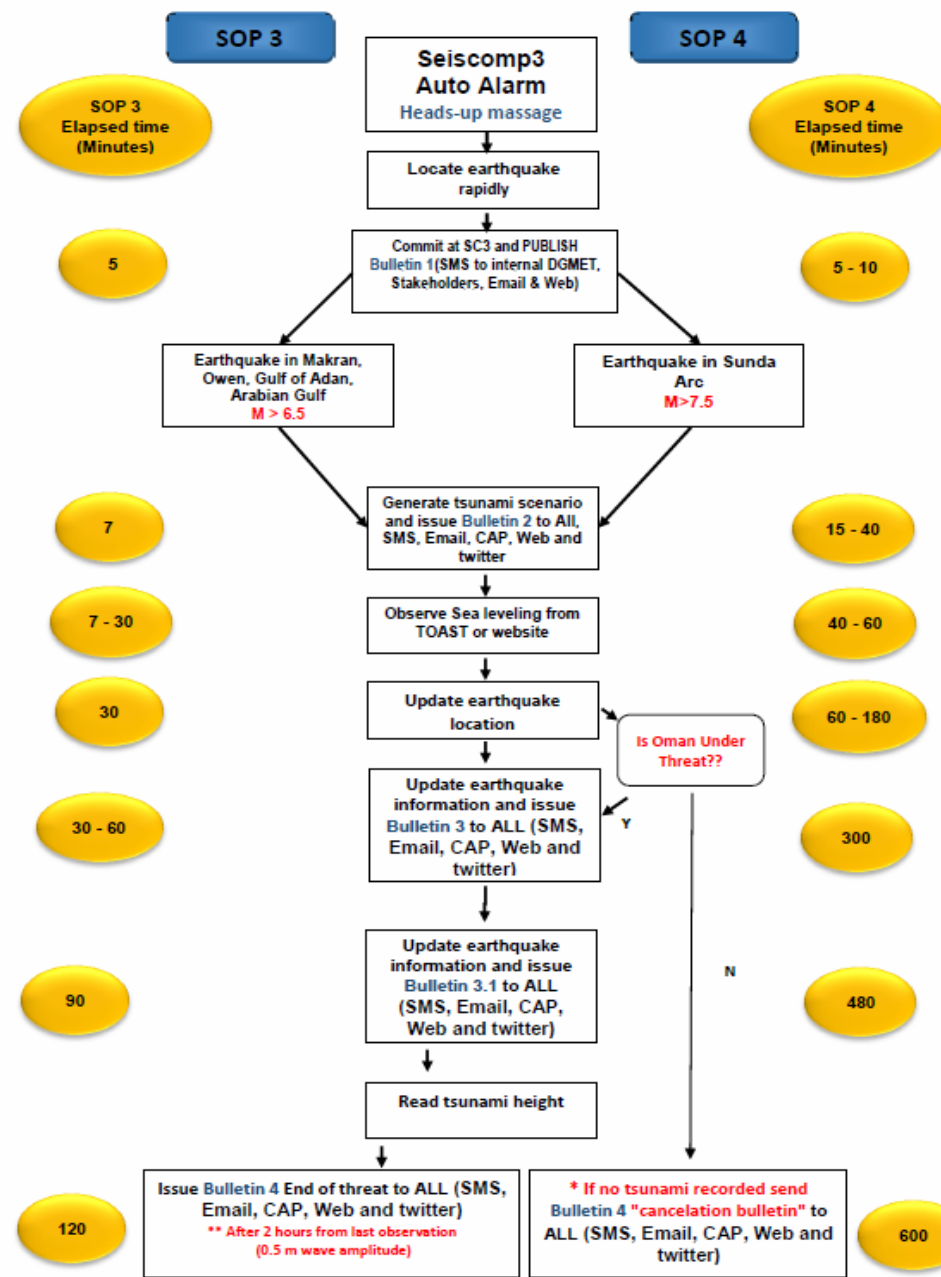 SOP 3
SOP 4
Seiscomp3
Auto Alarm
Heads-up massage
SOP 3
Elapsed time
(Minutes)
SOP 4
Elapsed time
(Minutes)
Locate earthquake
rapidly
5
Commit at SC3 and PUBLISH
Bulletin 1(SMS to internal DGMET,
Stakeholders, Email & Web)
5 - 10
Earthquake in Makran,
Owen, Gulf of Adan,
Arabian Gulf
M > 6.5
Earthquake in Sunda
Arc
M>7.5
7
Generate tsunami scenario
and issue Bulletin 2 to All,
SMS, Email, CAP, Web and
twitter
15 - 40
7 - 30
Observe Sea leveling from
TOAST or website
40 - 60
30
Update earthquake
location
60 - 180
Is Oman Under
Threat??
30 - 60
Update earthquake
information and issue
Bulletin 3 to ALL (SMS,
Email, CAP, Web and
twitter)
Y
300
90
Update earthquake
information and issue
Bulletin 3.1 to ALL
(SMS, Email, CAP,
Web and twitter)
N
480
Read tsunami height
120
Issue Bulletin 4 End of threat to ALL (SMS,
Email, CAP, Web and twitter)
** After 2 hours from last observation
(0.5 m wave amplitude)
* If no tsunami recorded send
Bulletin 4 "cancelation bulletin" to
ALL (SMS, Email, CAP, Web and
twitter)
600